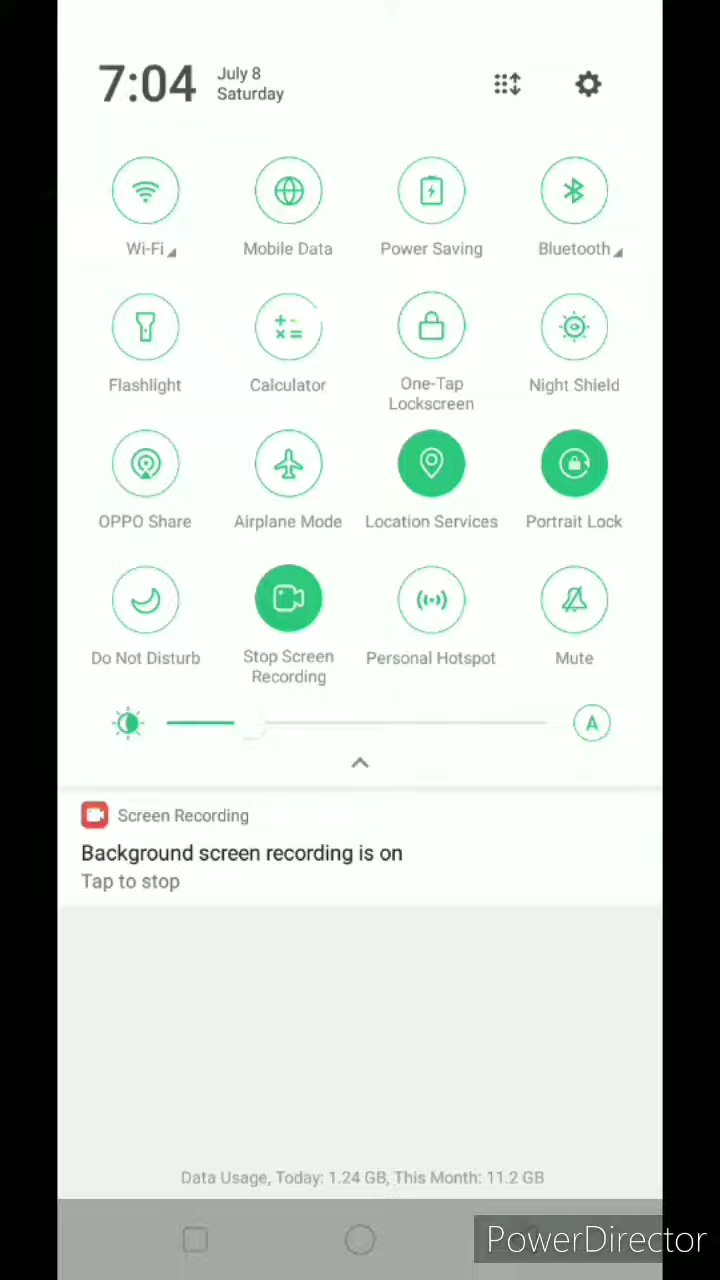 7:04
July 8
Saturday
Wi-Fi
Mobile Data
Power Saving
Bluetooth
Flashlight
Calculator
One-Tap
Lockscreen
Night Shield
OPPO Share
Airplane Mode
Location Services
Portrait Lock
Do Not Disturb
Stop Screen
Recording
Personal Hotspot
Mute
A
Screen Recording
Background screen recording is on
Tap to stop
Data Usage, Today: 1.24 GB, This Month: 11.2 GB
PowerDirector